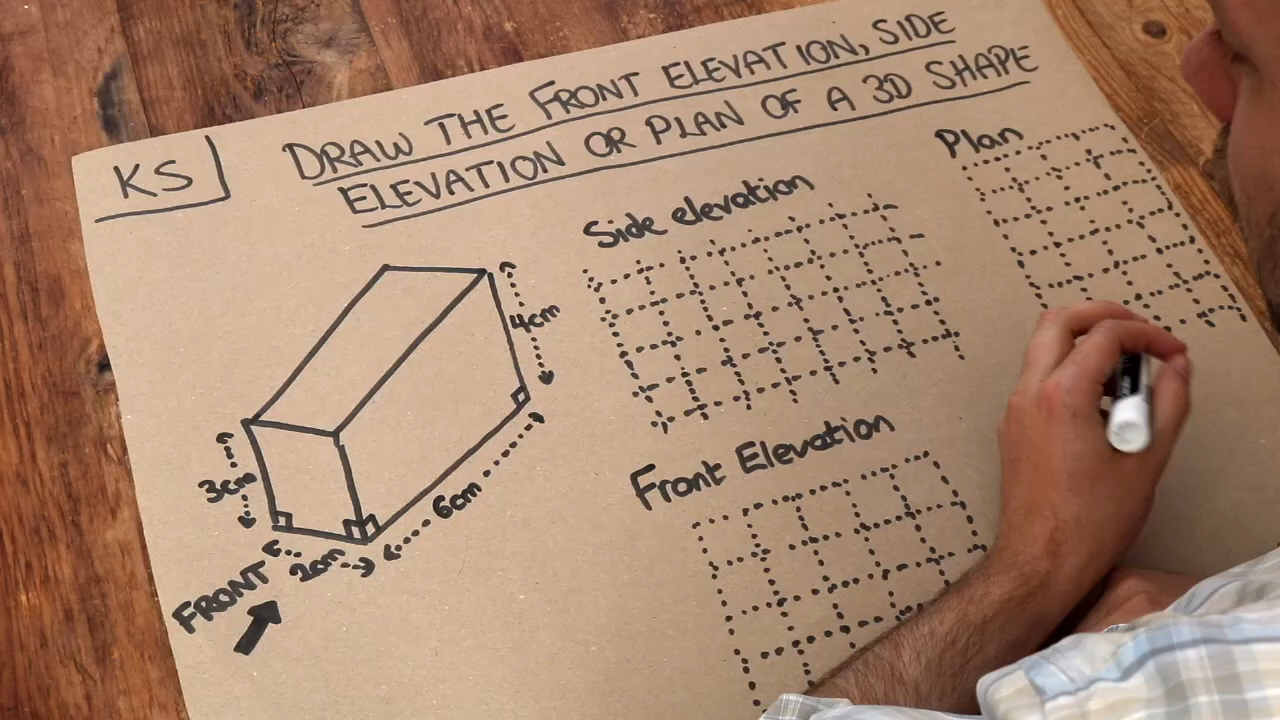 KS
DRAW THE FRONT ELEVATION, SIDE
ELEVATION OR PLAN OF A 3D SHAPE
Plan
Side elevation
4cm
3cm
6cm
2cm
FRONT
Front Elevation